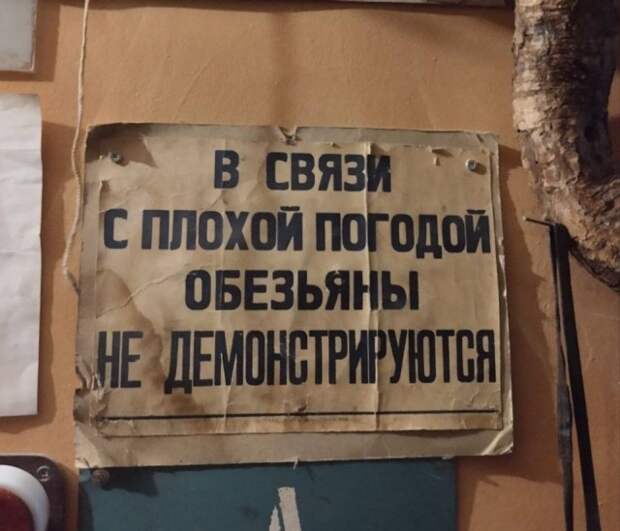 В СВЯЗИ
С ПЛОХОЙ ПОГОДОЙ
ОБЕЗЬЯНЫ
НЕ ДЕМОНСТРИРУЮТСЯ